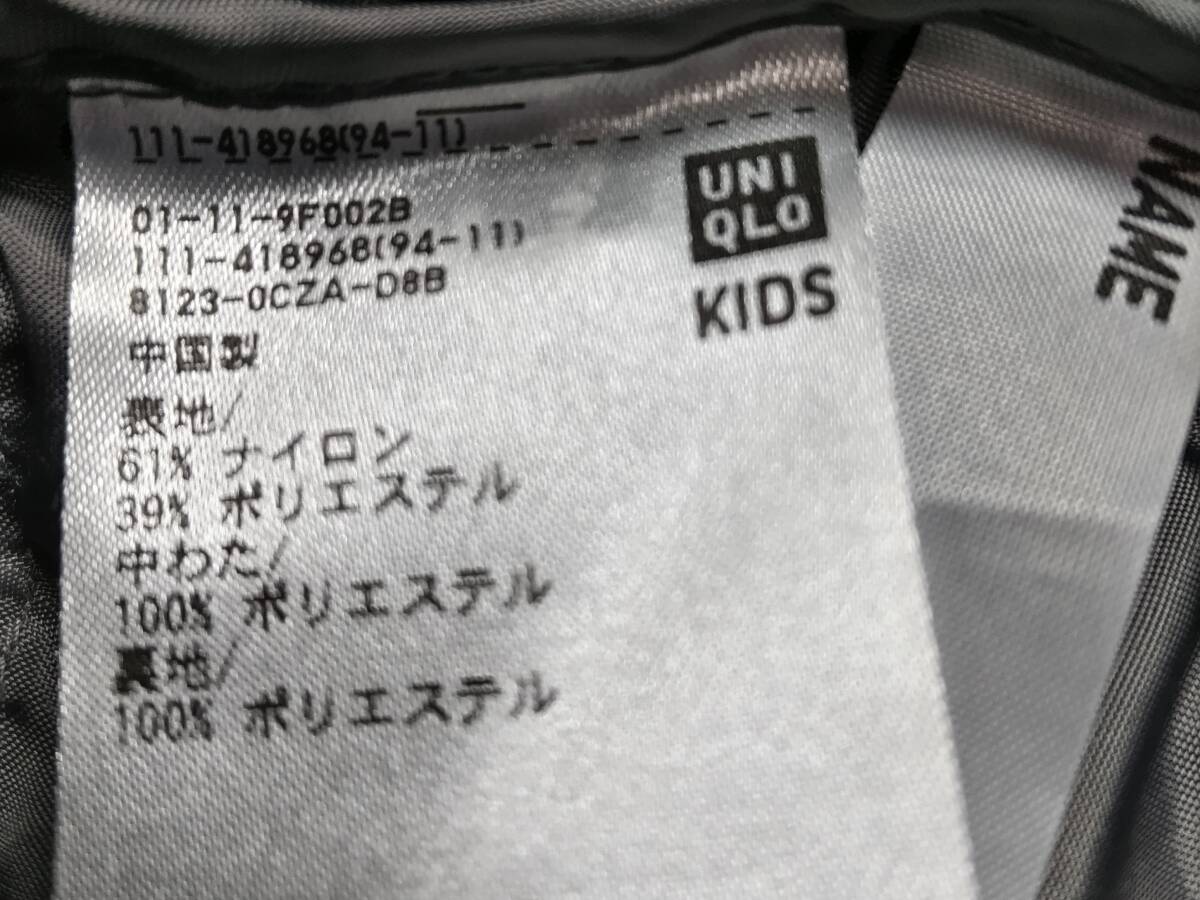 111-418968(94-11)
01-11-9F002B
111-418968(94-11)
8123-0CZA-D8B
中国製
表地/
61% ナイロン
39% ポリエステル
中わた/
100% ポリエステル
裏地/
100% ポリエステル
UNI
QLO
KIDS
NAME